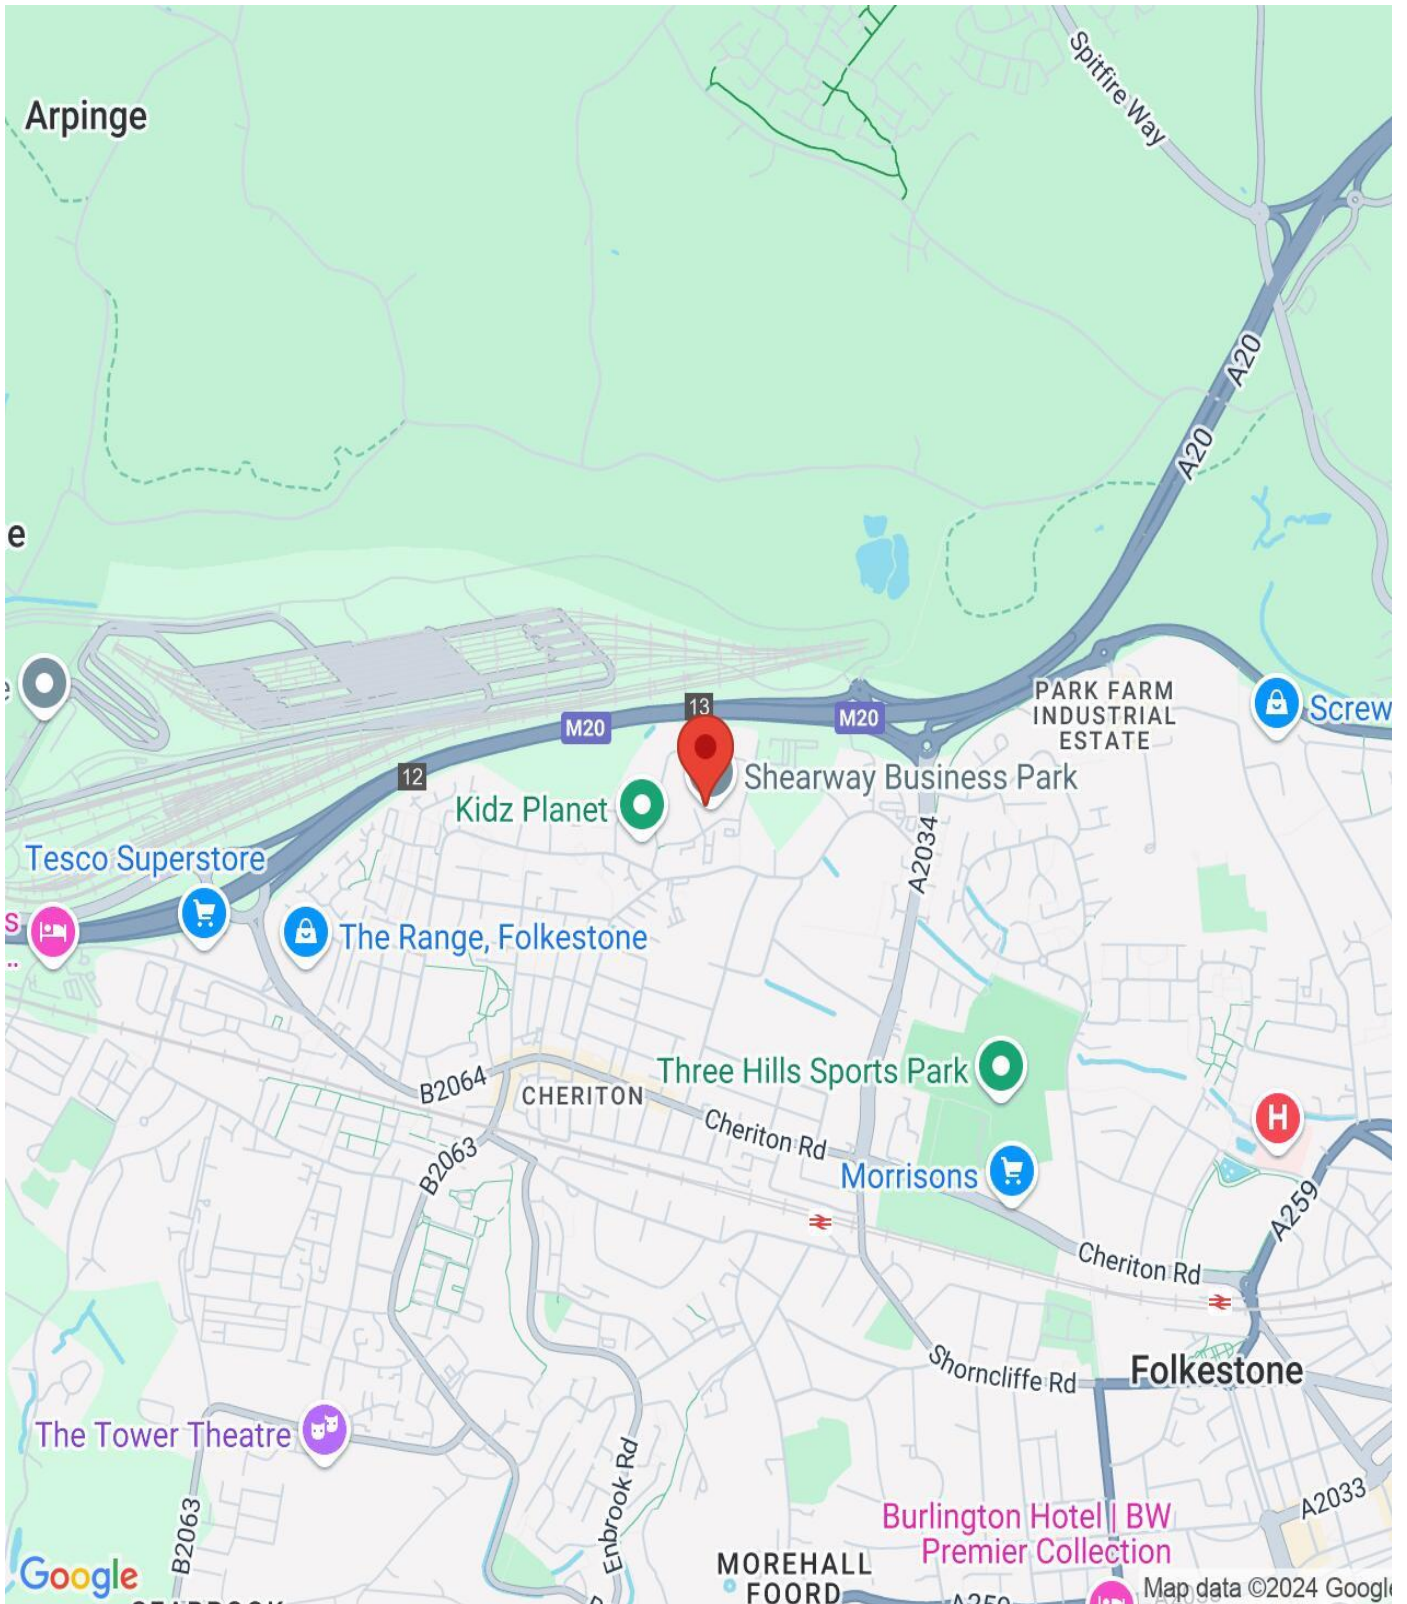 Spitfire Way
Arpinge
A20
A20
e
PARK FARM
INDUSTRIAL
ESTATE
13
M20
M20
Screw
12
Shearway Business Park
Kidz Planet
A2034
Tesco Superstore
s
..
The Range, Folkestone
Three Hills Sports Park
B2064
CHERITON
Cheriton Rd
H
B2063
Morrisons
A259
Cheriton Rd
Shorncliffe Rd
Folkestone
The Tower Theatre
Enbrook Rd
B2063
A2033
Burlington Hotel | BW
Premier Collection
MOREHALL
FOORD
Google
Map data ©2024 Google